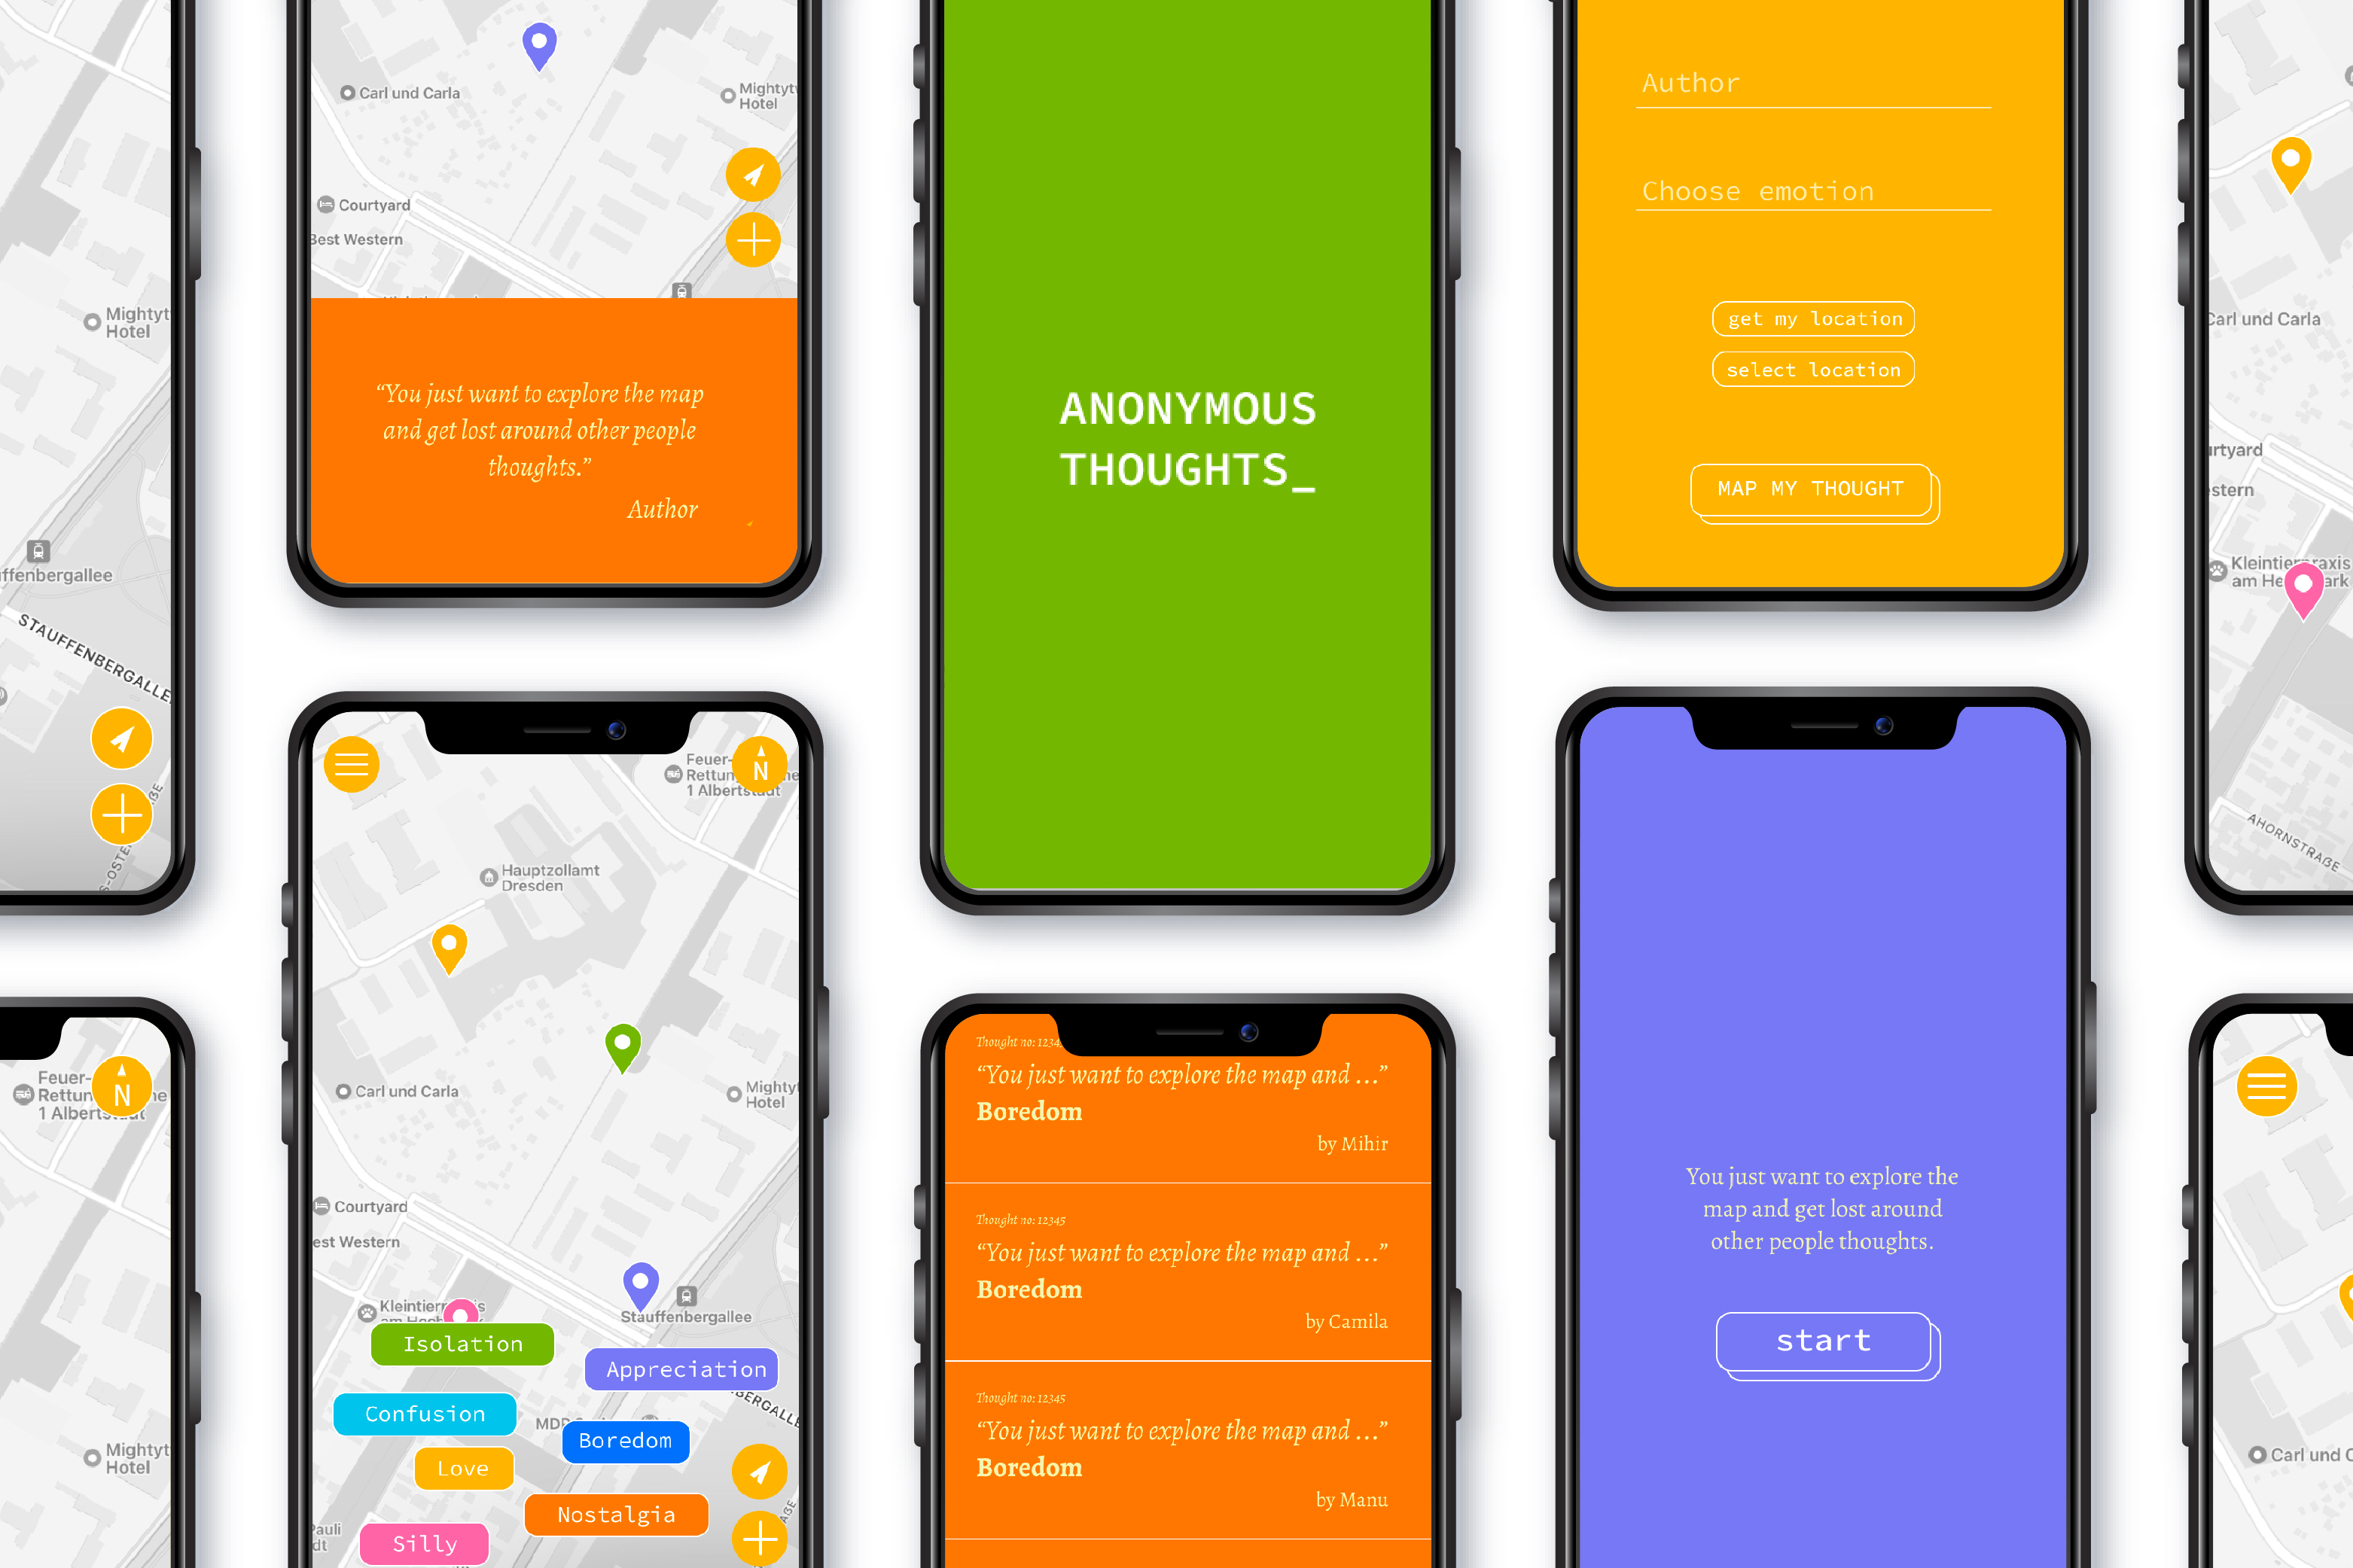 Mightyt
Hotel
STAUFFENBERGALLE
ffenbergallee
Feuer-
Rettun
1 Albertstadt
N
Mightyt
Hotel
Carl und Carla
Mightyt
Hotel
Courtyard
Best Western
“You just want to explore the map
and get lost around other people
thoughts.”
Author
Feuer-
Rettun
1 Albertstadt
N
Hauptzollamt
Dresden
Carl und Carla
Mighty
Hotel
Courtyard
est Western
Kleintierp
Stauffenbergallee
Isolation
Appreciation
BERGALLE
Confusion
Boredom
Love
Nostalgia
Silly
ANONYMOUS
THOUGHTS_
Thought no: 1234
“You just want to explore the map and ...”
Boredom
by Mihir
Thought no: 12345
“You just want to explore the map and ...”
Boredom
by Camila
Thought no: 12345
“You just want to explore the map and ...”
Boredom
by Manu
Author
Choose emotion
get my location
select location
MAP MY THOUGHT
You just want to explore the
map and get lost around
other people thoughts.
start
Carl und Carla
rtyard
stern
Kleintierpraxis
am He ark
AHORNSTRAßE
Carl und C